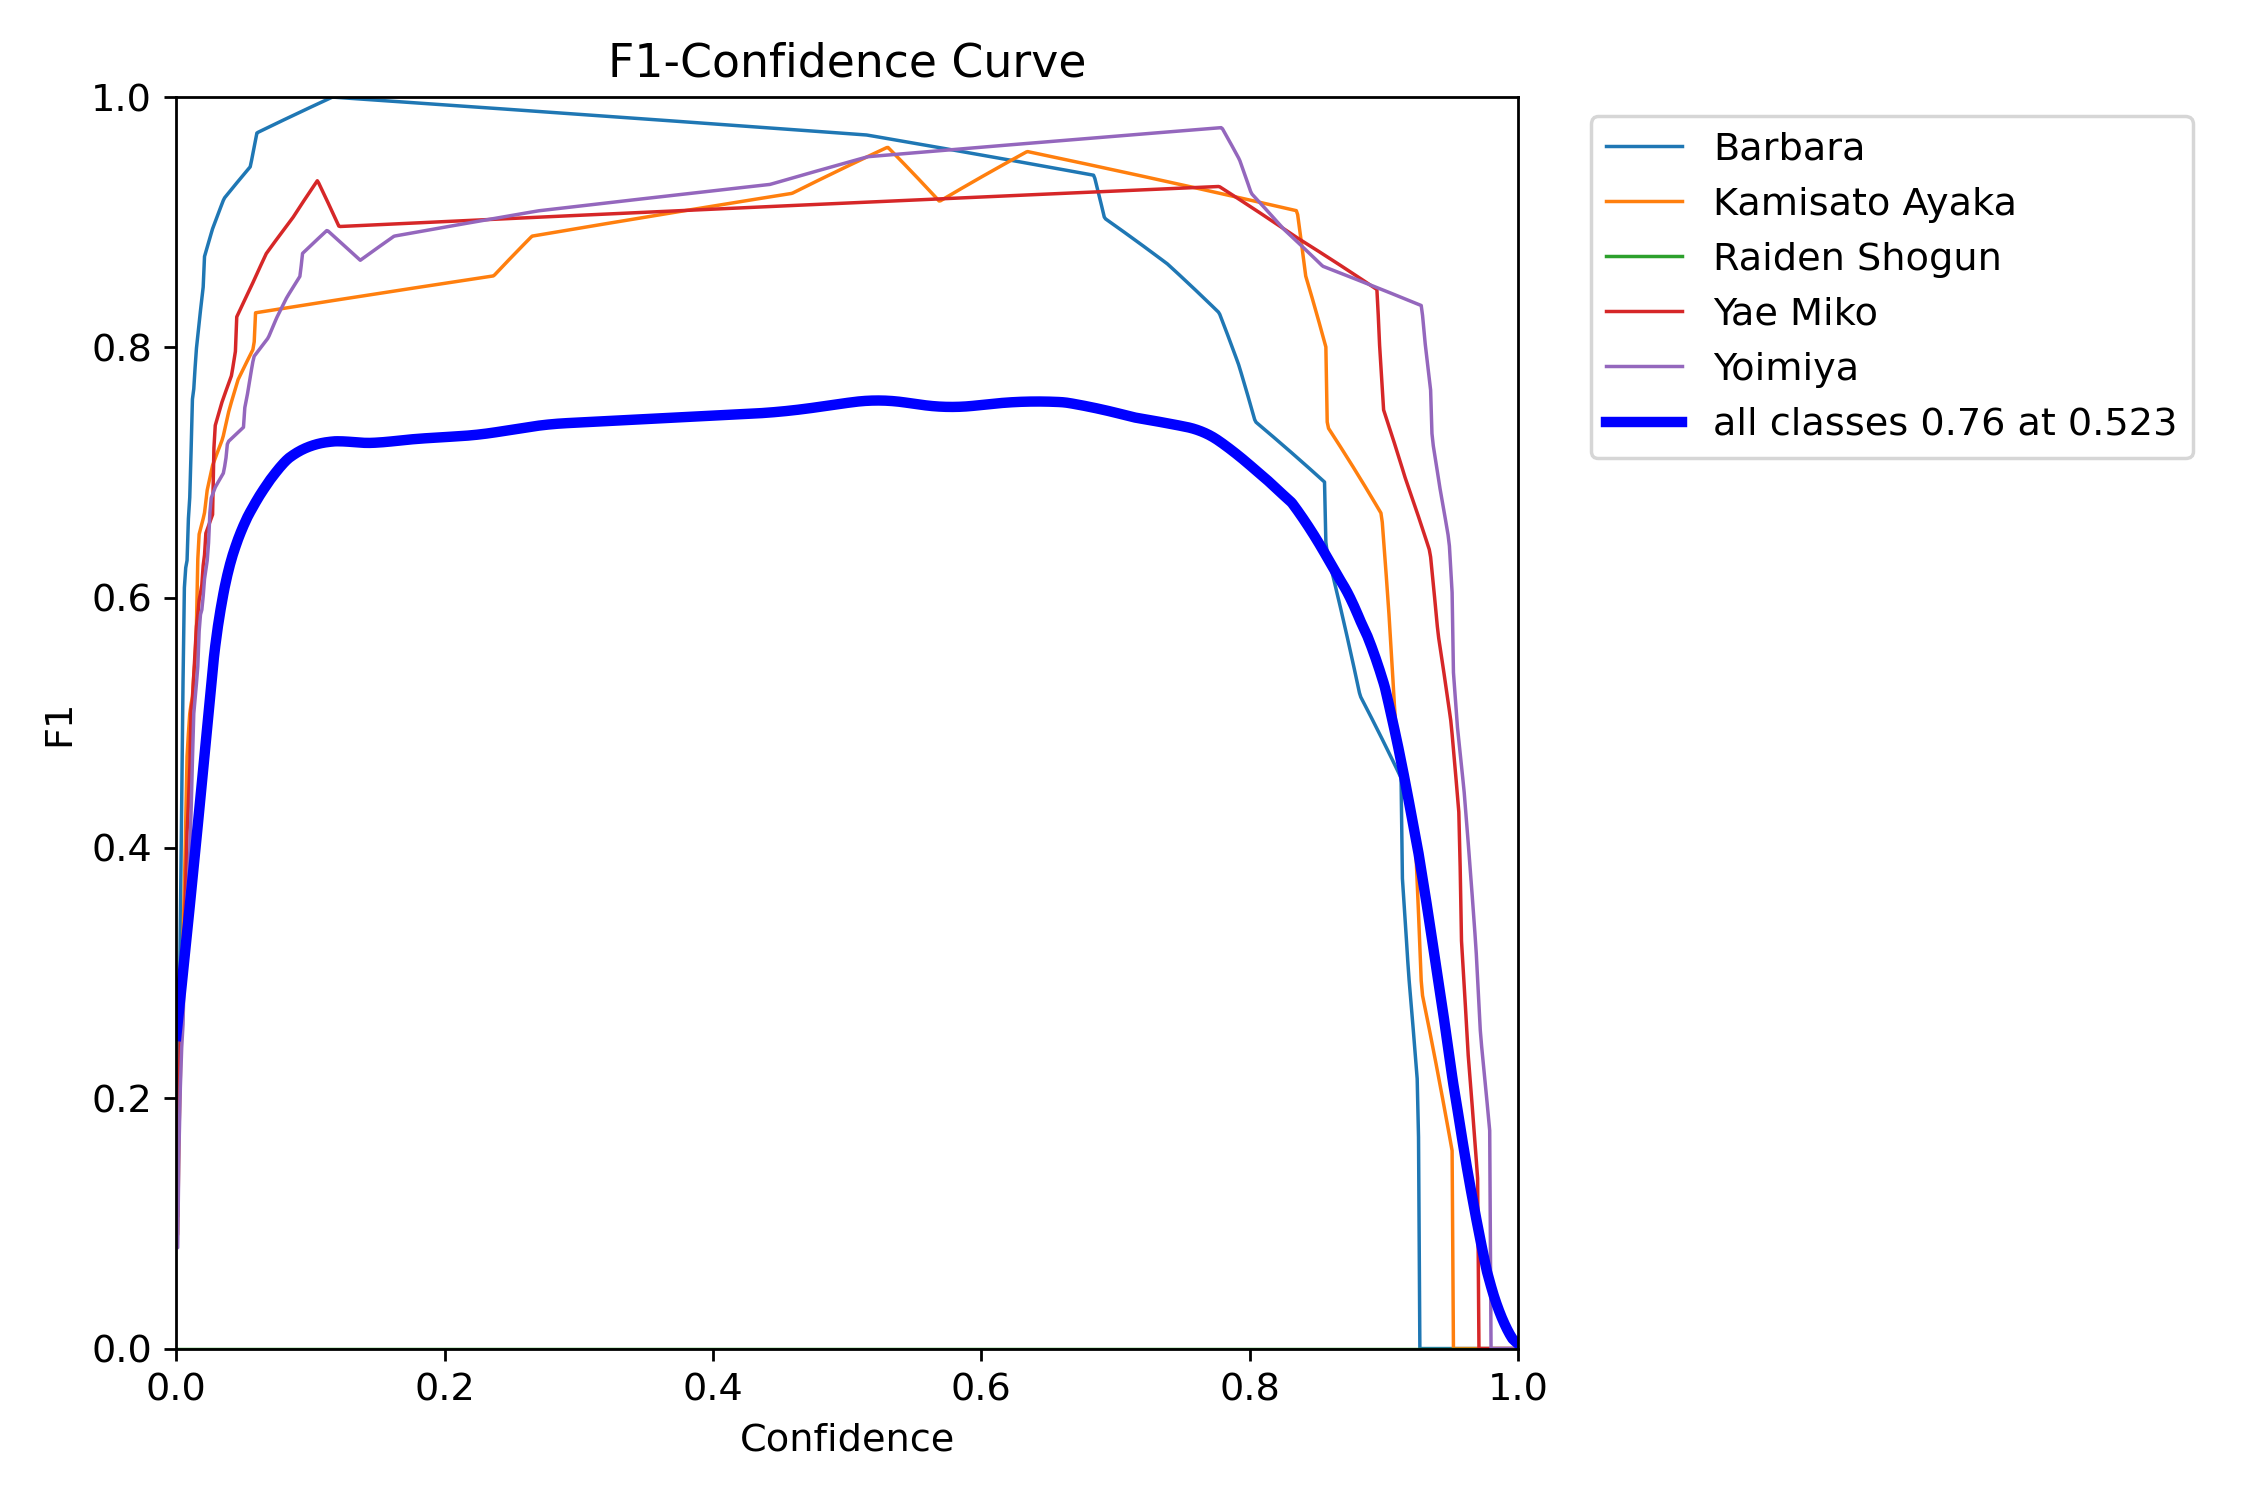 F1-Confidence Curve
1.0
0.8
0.6
0.4
0.2
0.0
F1
0.0 0.2 0.4 0.6 0.8 1.0
Confidence
Barbara
Kamisato Ayaka
Raiden Shogun
Yae Miko
Yoimiya
all classes 0.76 at 0.523